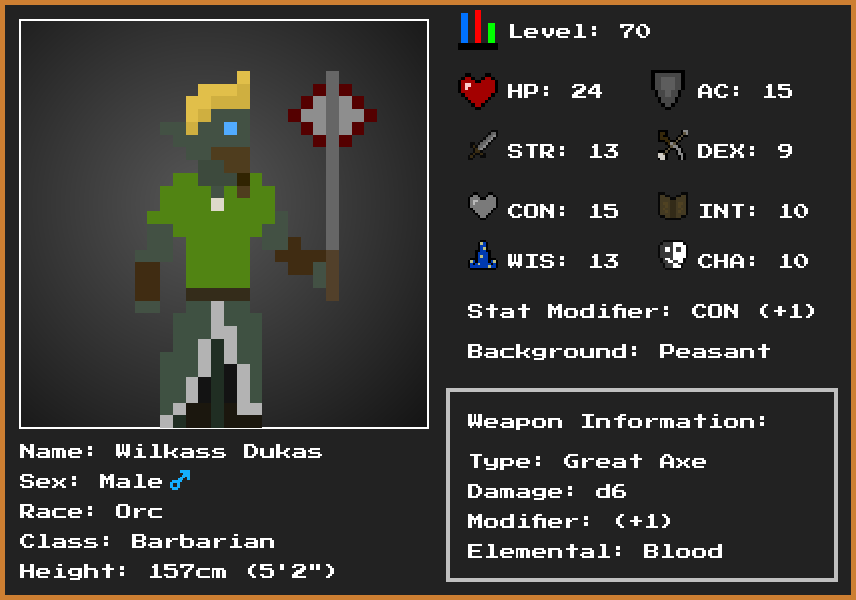 Level: 70
HP: 24 AC: 15
STR: 13 DEX: 9
CON: 15 INT: 10
WIS: 13 CHA: 10
Stat Modifier: CON (+1)
Background: Peasant
Weapon Information:
Type: Great Axe
Damage: d6
Modifier: (+1)
Elemental: Blood
Name: Wilkass Dukas
Sex: Male ♂
Race: Orc
Class: Barbarian
Height: 157cm (5'2")